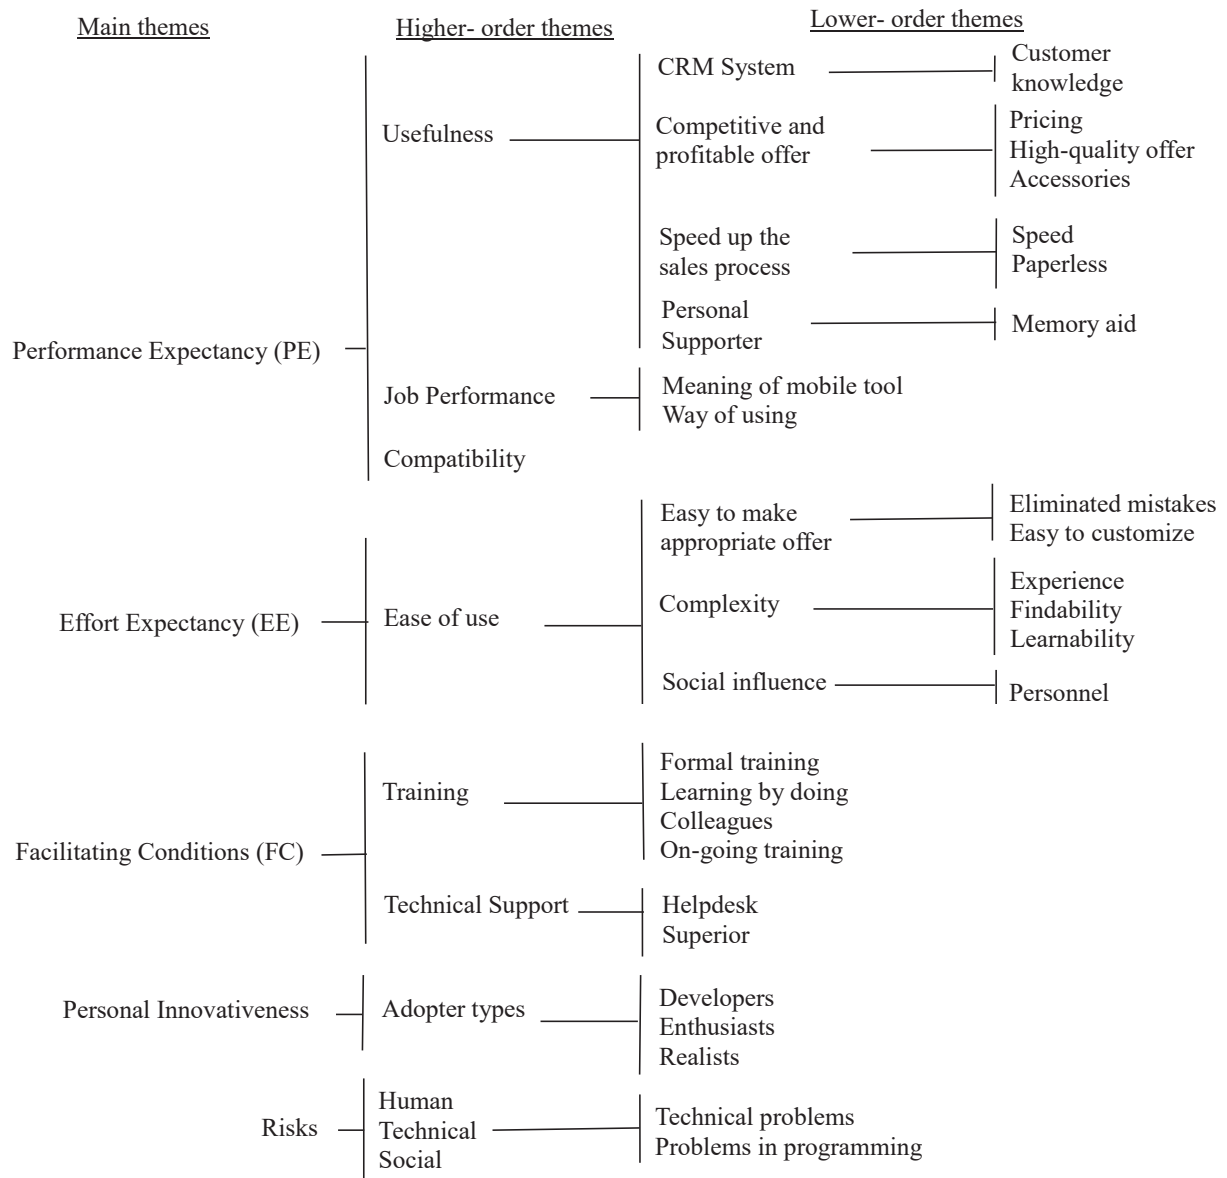 Main themes
Higher- order themes
Lower- order themes
CRM System
Customer
knowledge
Usefulness
Competitive and
profitable offer
Pricing
High-quality offer
Accessories
Speed up the
sales process
Speed
Paperless
Personal
Supporter
Memory aid
Performance Expectancy (PE)
Job Performance
Meaning of mobile tool
Way of using
Compatibility
Easy to make
appropriate offer
Eliminated mistakes
Easy to customize
Effort Expectancy (EE)
Ease of use
Complexity
Experience
Findability
Learnability
Social influence
Personnel
Facilitating Conditions (FC)
Training
Formal training
Learning by doing
Colleagues
On-going training
Technical Support
Helpdesk
Superior
Personal Innovativeness
Adopter types
Developers
Enthusiasts
Realists
Risks
Human
Technical
Social
Technical problems
Problems in programming